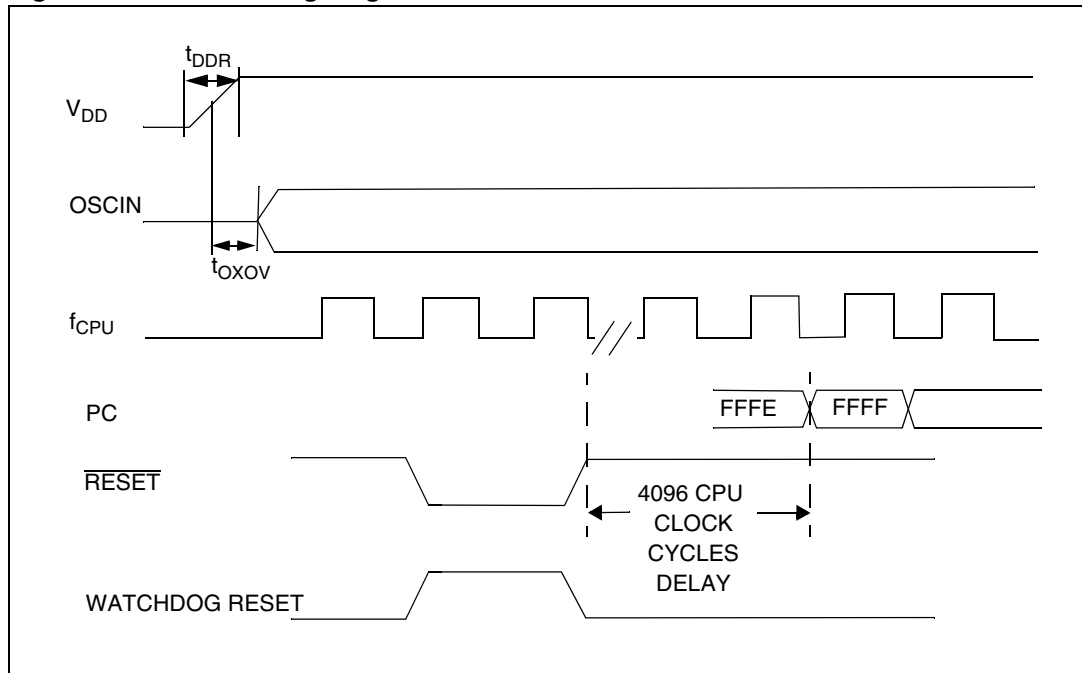 tDDR
VDD
OSCIN
tOXOV
fCPU
PC
FFFE
FFFF
RESET
4096 CPU
CLOCK
CYCLES
DELAY
WATCHDOG RESET